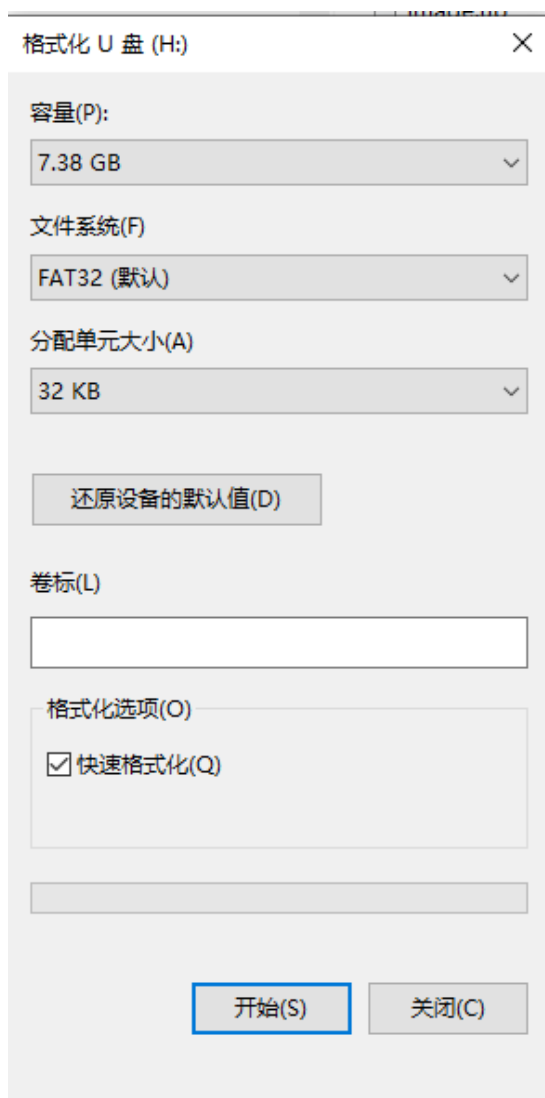 格式化 U 盘 (H:)
容量(P):
7.38 GB
文件系统(F)
FAT32 (默认)
分配单元大小(A)
32 KB
还原设备的默认值(D)
卷标(L)
格式化选项(O)
快速格式化(Q)
开始(S)
关闭(C)